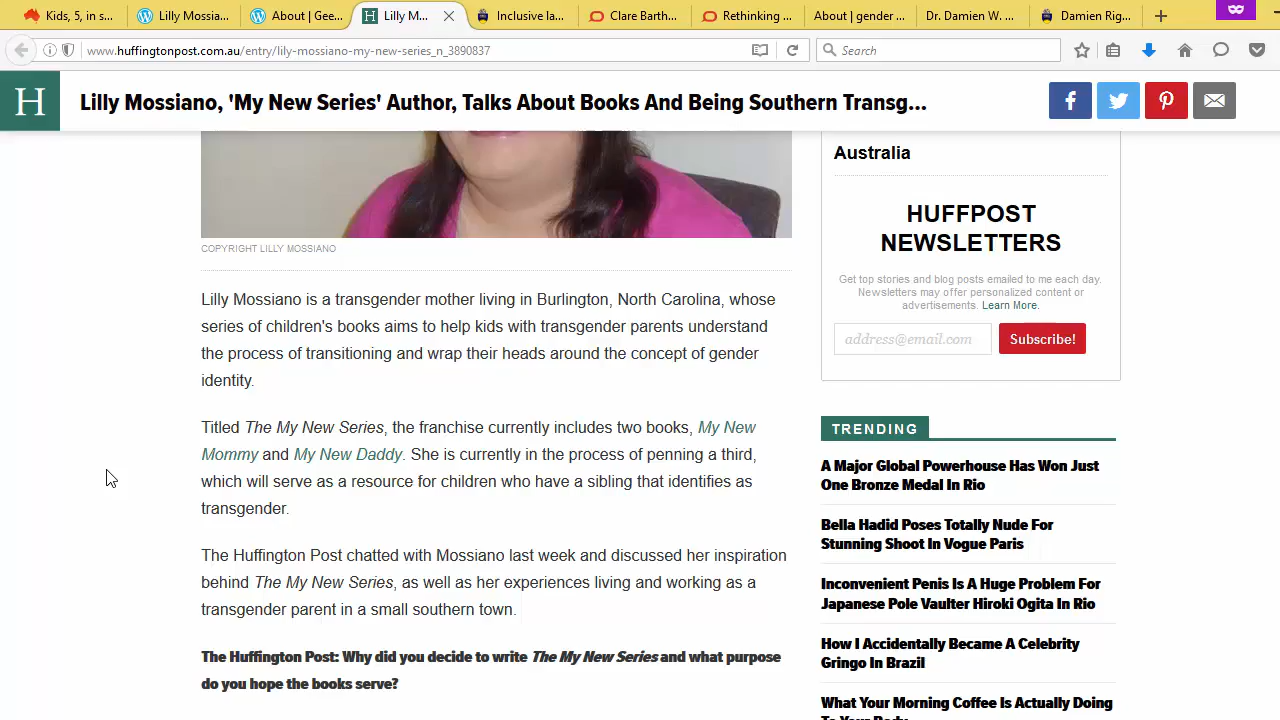 Kids, 5, in s...
Lilly Mossia...
About | Gee...
Lilly M...
Inclusive la...
Clare Barth...
Rethinking ...
About | gender ...
Dr. Damien W. ...
Damien Rig...
www.huffingtonpost.com.au/entry/lily-mossiano-my-new-series_n_3890837
Search
H
Lilly Mossiano, 'My New Series' Author, Talks About Books And Being Southern Transg...
COPYRIGHT LILLY MOSSIANO
Lilly Mossiano is a transgender mother living in Burlington, North Carolina, whose
series of children's books aims to help kids with transgender parents understand
the process of transitioning and wrap their heads around the concept of gender
identity.
Titled The My New Series, the franchise currently includes two books, My New
Mommy and My New Daddy. She is currently in the process of penning a third,
which will serve as a resource for children who have a sibling that identifies as
transgender.
The Huffington Post chatted with Mossiano last week and discussed her inspiration
behind The My New Series, as well as her experiences living and working as a
transgender parent in a small southern town.
The Huffington Post: Why did you decide to write The My New Series and what purpose
do you hope the books serve?
Australia
HUFFPOST
NEWSLETTERS
Get top stories and blog posts emailed to me each day.
Newsletters may offer personalized content or
advertisements. Learn More.
address@email.com
Subscribe!
TRENDING
A Major Global Powerhouse Has Won Just
One Bronze Medal In Rio
Bella Hadid Poses Totally Nude For
Stunning Shoot In Vogue Paris
Inconvenient Penis Is A Huge Problem For
Japanese Pole Vaulter Hiroki Ogita In Rio
How I Accidentally Became A Celebrity
Gringo In Brazil
What Your Morning Coffee Is Actually Doing
To Your Body